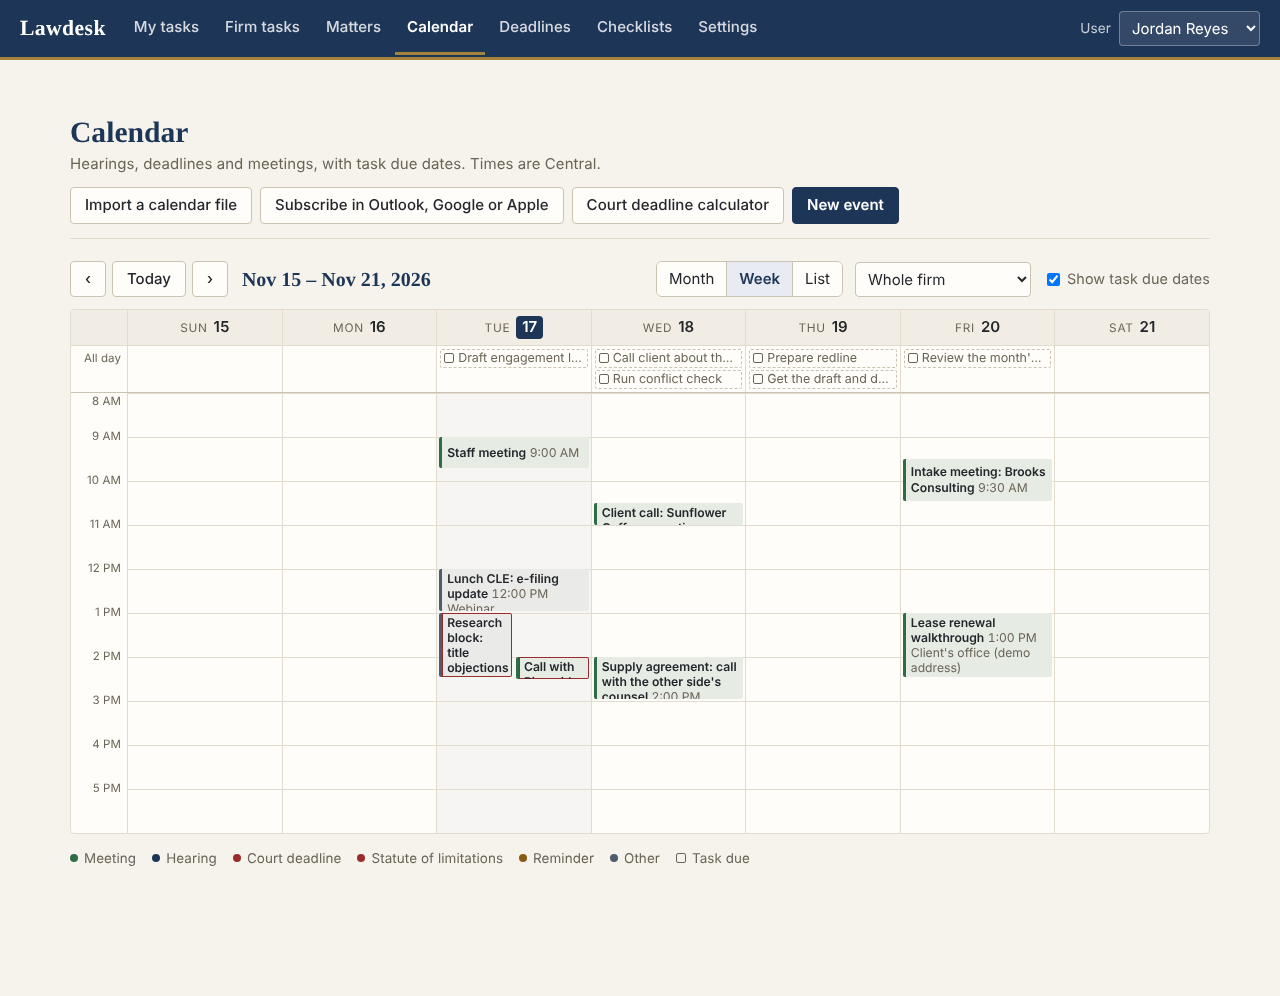 Lawdesk My tasks Firm tasks Matters Calendar Deadlines Checklists Settings User Jordan Reyes
Calendar
Hearings, deadlines and meetings, with task due dates. Times are Central.
Import a calendar file Subscribe in Outlook, Google or Apple Court deadline calculator New event
‹ Today › Nov 15 – Nov 21, 2026 Month Week List Whole firm Show task due dates
SUN 15 MON 16 TUE 17 WED 18 THU 19 FRI 20 SAT 21
All day
Draft engagement l...
Call client about th...
Run conflict check
Prepare redline
Get the draft and d...
Review the month'...
8 AM
9 AM
10 AM
11 AM
12 PM
1 PM
2 PM
3 PM
4 PM
5 PM
Staff meeting 9:00 AM
Lunch CLE: e-filing
update 12:00 PM
Webinar
Research
block:
title
objections
Call with
Client call: Sunflower
Supply agreement: call
with the other side's
counsel 2:00 PM
Intake meeting: Brooks
Consulting 9:30 AM
Lease renewal
walkthrough 1:00 PM
Client's office (demo
address)
Meeting Hearing Court deadline Statute of limitations Reminder Other Task due